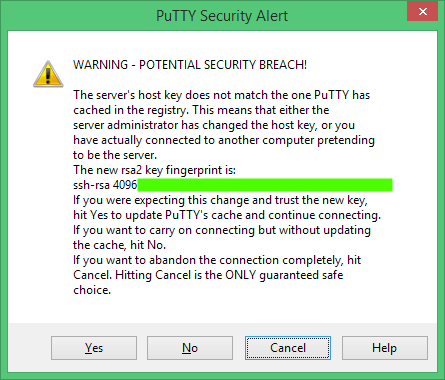 PuTTY Security Alert
WARNING - POTENTIAL SECURITY BREACH!
The server's host key does not match the one PuTTY has
cached in the registry. This means that either the
server administrator has changed the host key, or you
have actually connected to another computer pretending
to be the server.
The new rsa2 key fingerprint is:
ssh-rsa 4096
If you were expecting this change and trust the new key,
hit Yes to update PuTTY's cache and continue connecting.
If you want to carry on connecting but without updating
the cache, hit No.
If you want to abandon the connection completely, hit
Cancel. Hitting Cancel is the ONLY guaranteed safe
choice.
Yes No Cancel Help